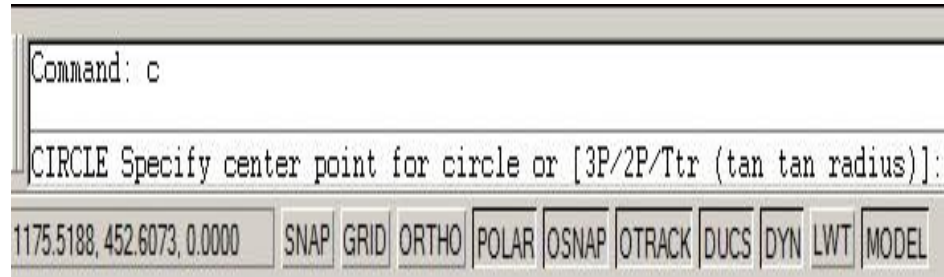 Command: c
CIRCLE Specify center point for circle or [3P/2P/Ttr (tan tan radius)]:
1175.5188, 452.6073, 0.0000 SNAP GRID ORTHO POLAR OSNAP OTRACK DUCS DYN LWT MODEL